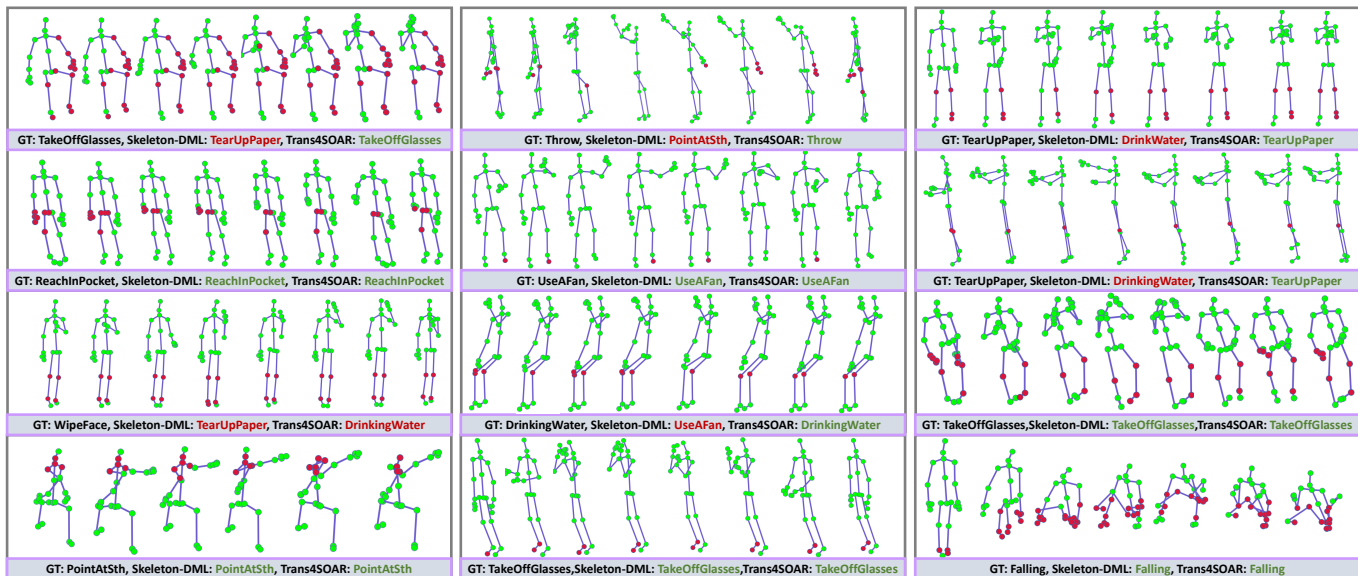 GT: TakeOffGlasses, Skeleton-DML: TearUpPaper, Trans4SOAR: TakeOffGlasses
GT: Throw, Skeleton-DML: PointAtSth, Trans4SOAR: Throw
GT: TearUpPaper, Skeleton-DML: DrinkWater, Trans4SOAR: TearUpPaper
GT: ReachInPocket, Skeleton-DML: ReachInPocket, Trans4SOAR: ReachInPocket
GT: UseAFan, Skeleton-DML: UseAFan, Trans4SOAR: UseAFan
GT: TearUpPaper, Skeleton-DML: DrinkingWater, Trans4SOAR: TearUpPaper
GT: WipeFace, Skeleton-DML: TearUpPaper, Trans4SOAR: DrinkingWater
GT: DrinkingWater, Skeleton-DML: UseAFan, Trans4SOAR: DrinkingWater
GT: TakeOffGlasses,Skeleton-DML: TakeOffGlasses,Trans4SOAR: TakeOffGlasses
GT: PointAtSth, Skeleton-DML: PointAtSth, Trans4SOAR: PointAtSth
GT: TakeOffGlasses,Skeleton-DML: TakeOffGlasses,Trans4SOAR: TakeOffGlasses
GT: Falling, Skeleton-DML: Falling, Trans4SOAR: Falling